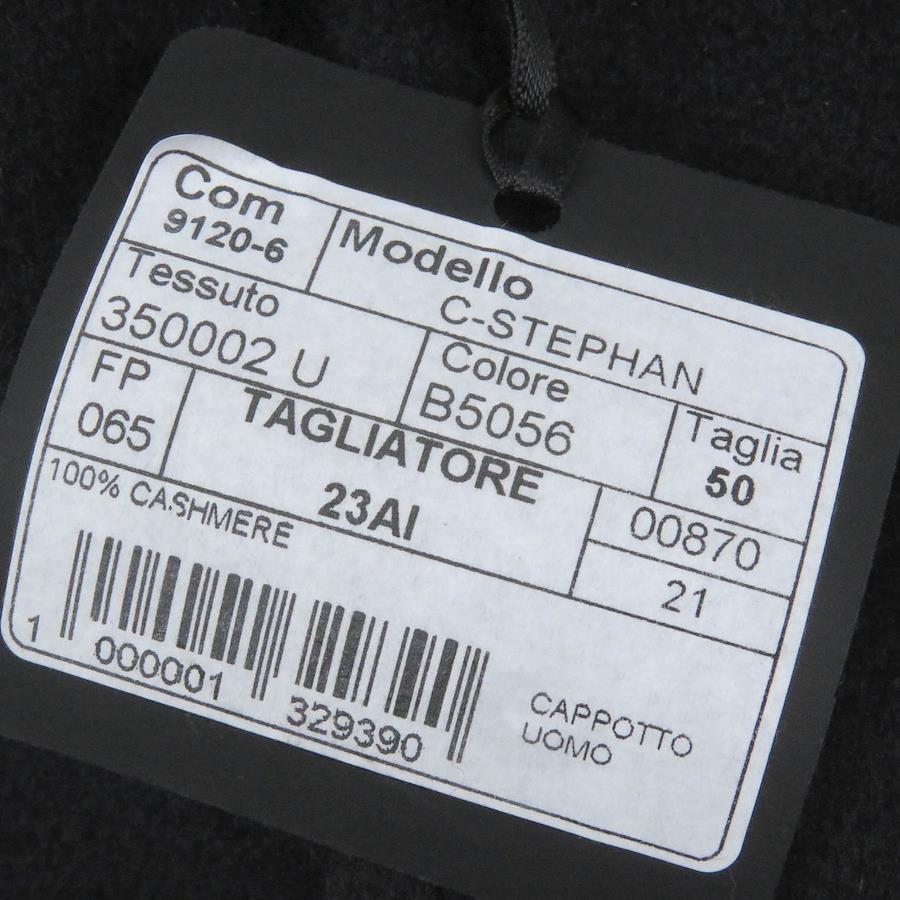 Com
9120-6
Modello
C-STEPHAN
Tessuto
350002 U
Colore
B5056
Taglia
50
FP
065
TAGLIATORE
23AI
00870
21
100% CASHMERE
1 000001 329390
CAPPOTTO
UOMO